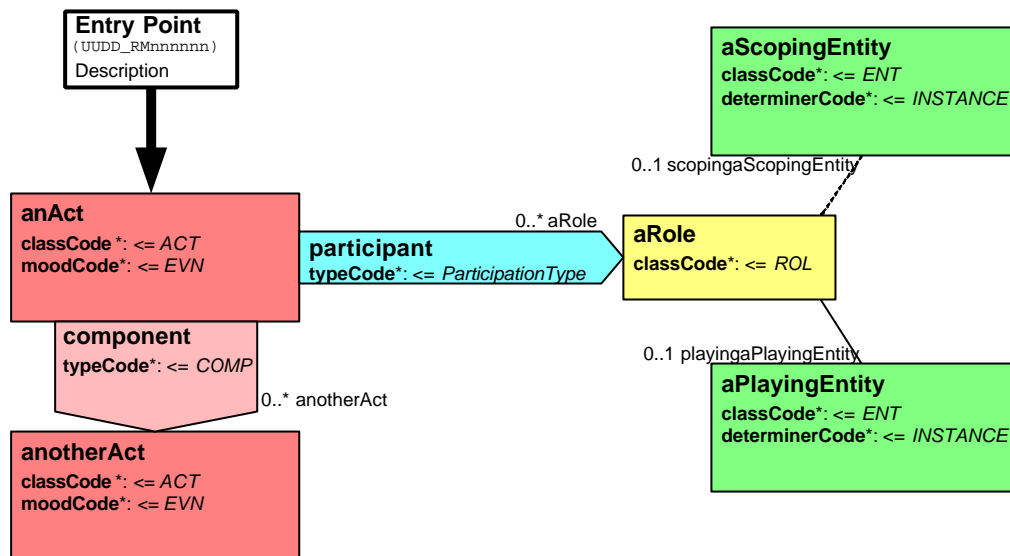 Entry Point
(UUDD_RMnnnnnn)
Description
aScopingEntity
classCode*: <= ENT
determinerCode*: <= INSTANCE
0..1 scopingaScopingEntity
anAct
classCode*: <= ACT
moodCode*: <= EVN
0..* aRole
participant
typeCode*: <= ParticipationType
aRole
classCode*: <= ROL
component
typeCode*: <= COMP
0..* anotherAct
0..1 playingaPlayingEntity
aPlayingEntity
classCode*: <= ENT
determinerCode*: <= INSTANCE
anotherAct
classCode*: <= ACT
moodCode*: <= EVN